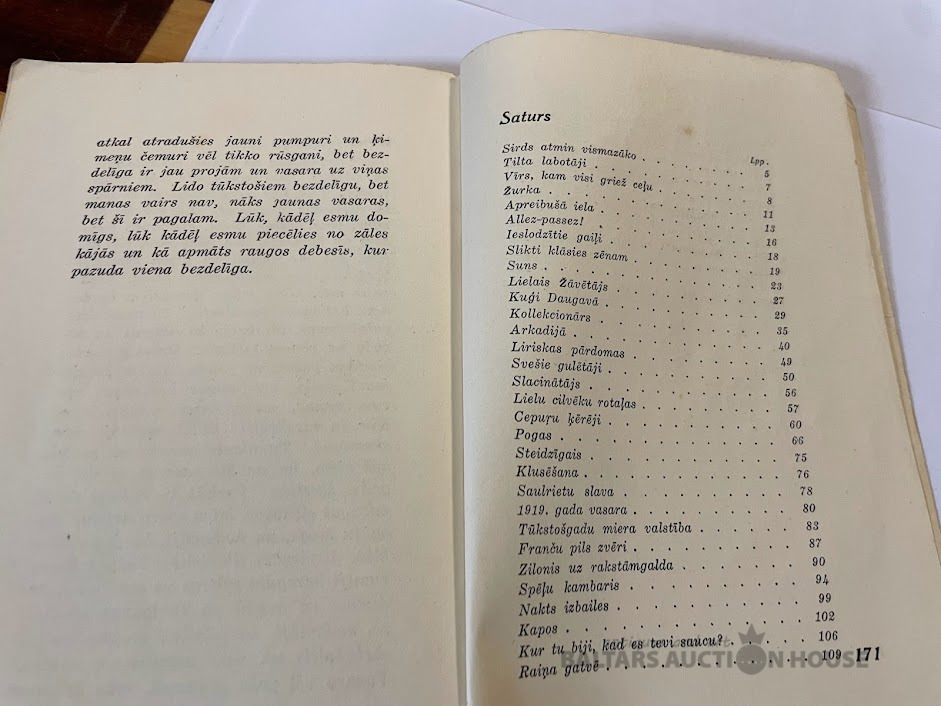 atkal atradušies jauni pumpuri un ķi-
meņu čemuri vēl tikko rūsgani, bet bez-
delīga ir jau projām un vasara uz viņas
spārniem. Lido tūkstošiem bezdelīgu, bet
manas vairs nav, nāks jaunas vasaras,
bet šī ir pagalam. Lūk, kādēļ esmu do-
mīgs, lūk kādēļ esmu piecēlies no zāles
kājās un kā apmāts raugos debesīs, kur
pazuda viena bezdelīga.
Saturs
Lpp.
Sirds atmin vismazāko . . . . . . . . 5
Tilta labotāji . . . . . . . . . . . 7
Vīrs, kam visi griež ceļu . . . . . . . 8
Žurka . . . . . . . . . . . . . 11
Apreibušā iela . . . . . . . . . . 13
Allez-passez! . . . . . . . . . . 16
Ieslodzītie gaiļi . . . . . . . . . . 18
Slikti klāsies zēnam . . . . . . . . . 19
Suns . . . . . . . . . . . . . 23
Lielais Žāvētājs . . . . . . . . . . 27
Kuģi Daugavā . . . . . . . . . . 29
Kollekcionārs . . . . . . . . . . 35
Arkadijā . . . . . . . . . . . . 40
Liriskas pārdomas . . . . . . . . . 49
Svešie gulētāji . . . . . . . . . . 50
Slacinātājs . . . . . . . . . . . 56
Lielu cilvēku rotaļas . . . . . . . . 57
Cepuŗu ķērēji . . . . . . . . . . 60
Pogas . . . . . . . . . . . . . 66
Steidzīgais . . . . . . . . . . . 75
Klusēšana . . . . . . . . . . . 76
Saulrietu slava . . . . . . . . . . 78
1919. gada vasara . . . . . . . . . 80
Tūkstošgadu miera valstība . . . . . . 83
Franču pils zvēri . . . . . . . . . 87
Zilonis uz rakstāmgalda . . . . . . . 90
Spēļu kambaris . . . . . . . . . . 94
Nakts izbailes . . . . . . . . . . 99
Kapos . . . . . . . . . . . . . 102
Kur tu biji, kad es tevi saucu? . . . . . 106
Raiņa gatvē . . . . . . . . . . . 109
171
BALTARS AUCTION HOUSE